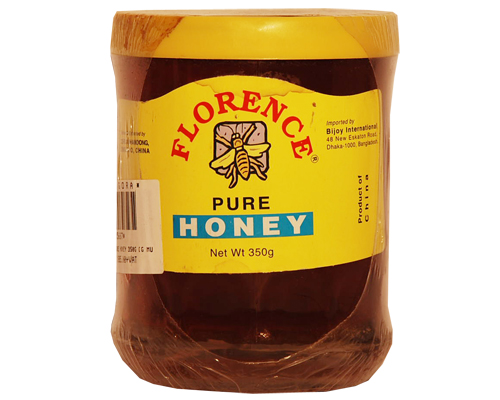 FLORENCE
®
PURE
HONEY
Net Wt 350g
Imported by
Bijoy International
48 New Eskaton Road,
Dhaka-1000, Bangladesh
Product of
China
CHINA